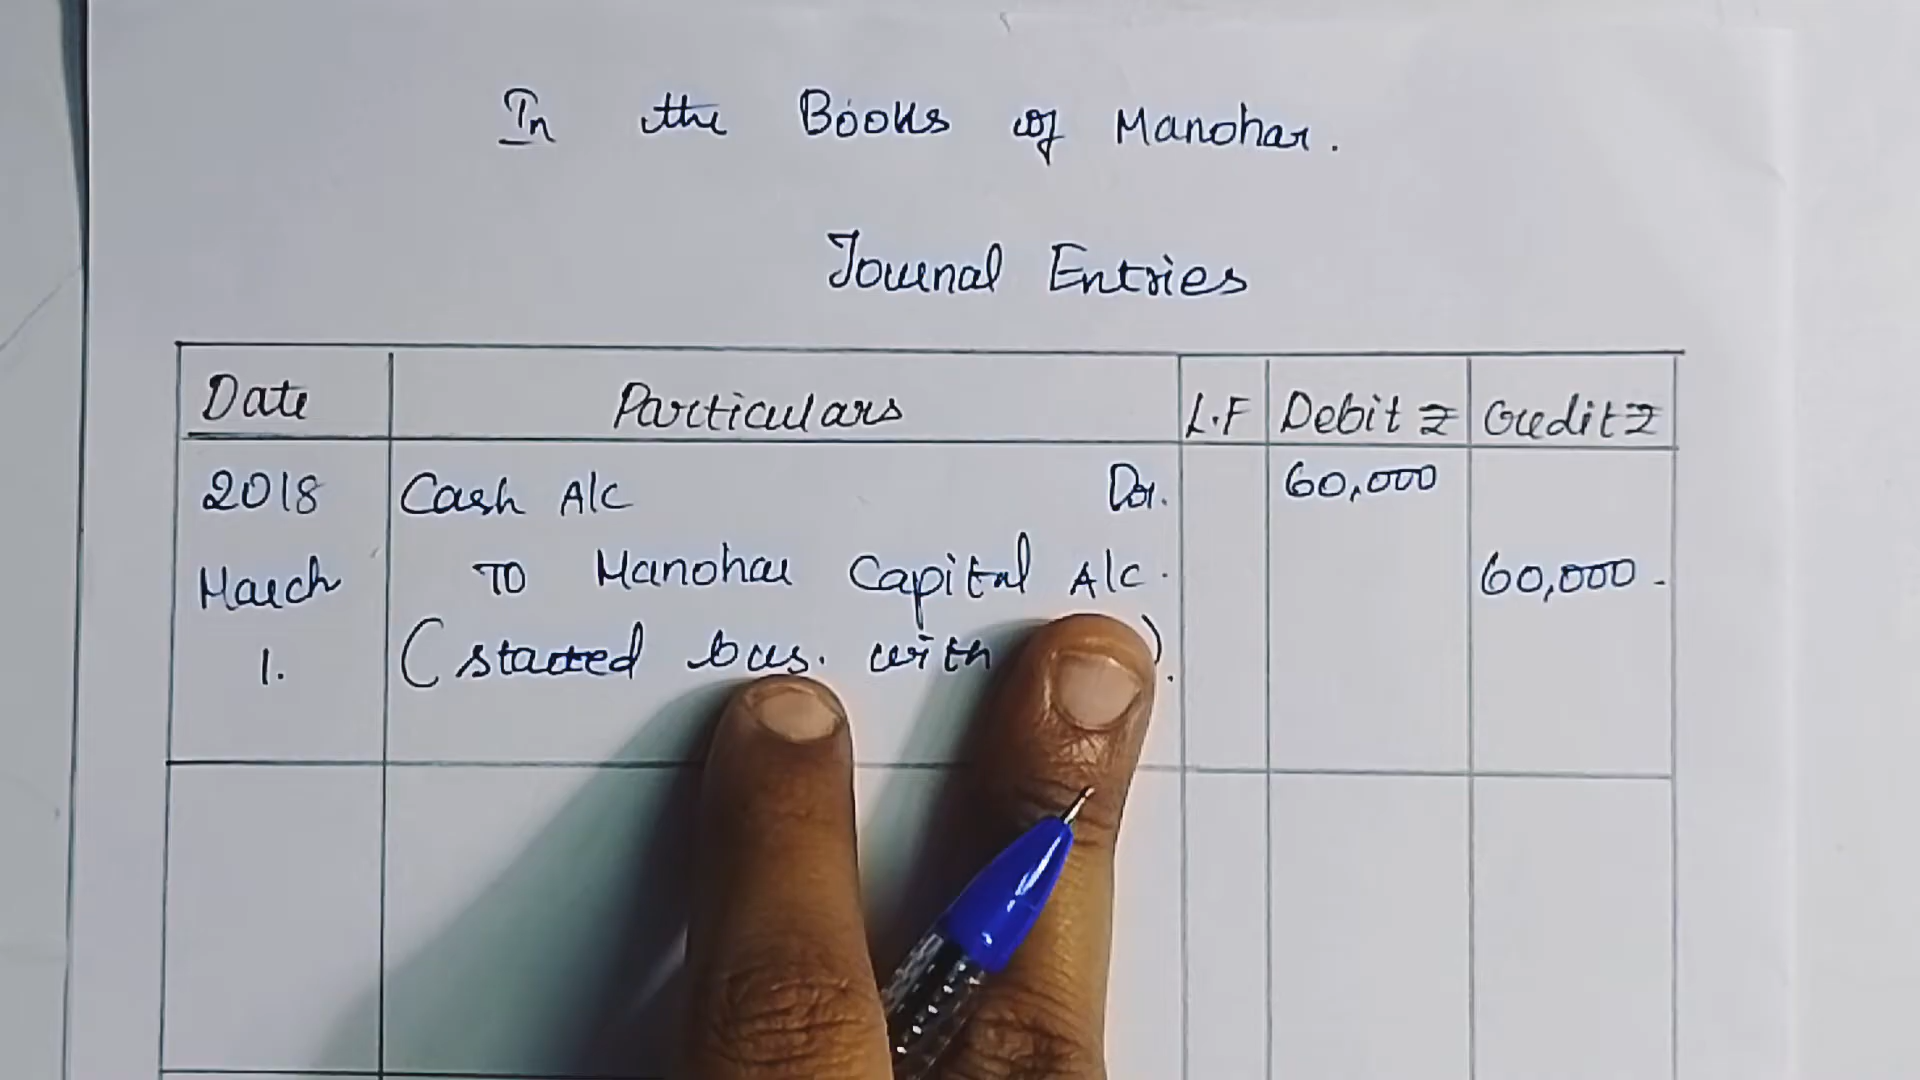 In the Books of Manohar.
Journal Entries
Date Particulars L.F Debit ₹ Credit ₹
2018 Cash A/c Dr. 60,000
March To Manohar Capital A/c. 60,000
1. (started bus. with ).